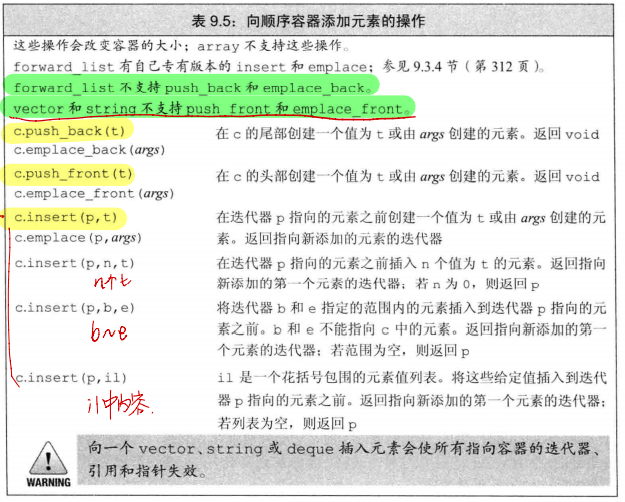 表 9.5：向顺序容器添加元素的操作
这些操作会改变容器的大小；array 不支持这些操作。
forward_list 有自己专有版本的 insert 和 emplace；参见 9.3.4 节（第 312 页）。
forward_list 不支持 push_back 和 emplace_back。
vector 和 string 不支持 push_front 和 emplace_front。
c.push_back(t) 在 c 的尾部创建一个值为 t 或由 args 创建的元素。返回 void
c.emplace_back(args)
c.push_front(t) 在 c 的头部创建一个值为 t 或由 args 创建的元素。返回 void
c.emplace_front(args)
c.insert(p,t) 在迭代器 p 指向的元素之前创建一个值为 t 或由 args 创建的元
c.emplace(p,args) 素。返回指向新添加的元素的迭代器
c.insert(p,n,t) 在迭代器 p 指向的元素之前插入 n 个值为 t 的元素。返回指向
n个t 新添加的第一个元素的迭代器；若 n 为 0，则返回 p
c.insert(p,b,e) 将迭代器 b 和 e 指定的范围内的元素插入到迭代器 p 指向的元
b~e 素之前。b 和 e 不能指向 c 中的元素。返回指向新添加的第一
个元素的迭代器；若范围为空，则返回 p
c.insert(p,il) il 是一个花括号包围的元素值列表。将这些给定值插入到迭代
il中内容. 器 p 指向的元素之前。返回指向新添加的第一个元素的迭代器；
若列表为空，则返回 p
向一个 vector、string 或 deque 插入元素会使所有指向容器的迭代器、
引用和指针失效。
WARNING